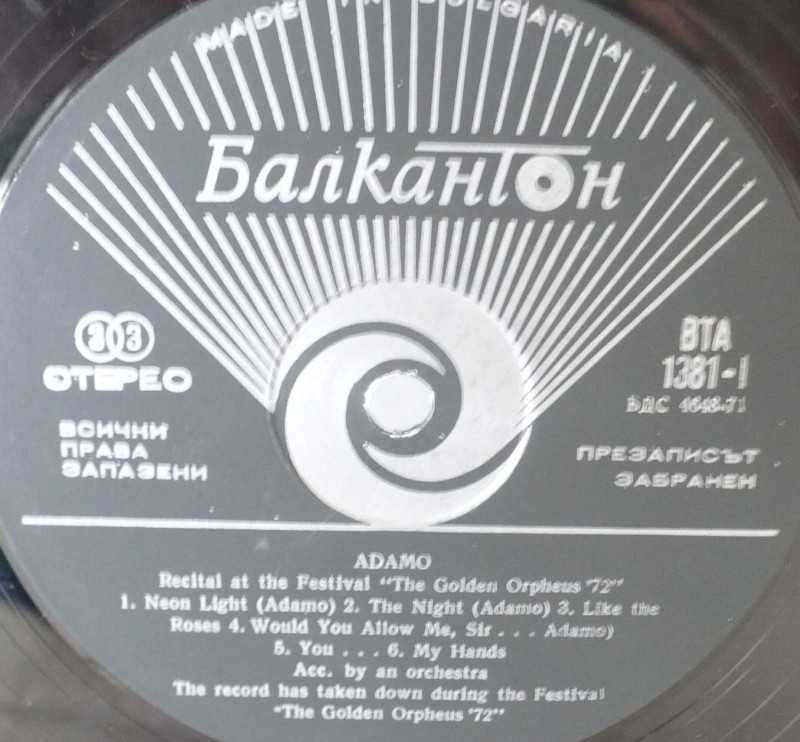 MADE IN BULGARIA
Балкантон
33
СТЕРЕО
ВСИЧКИ
ПРАВА
ЗАПАЗЕНИ
ВТА
1381-I
БДС 4648-71
ПРЕЗАПИСЪТ
ЗАБРАНЕН
ADAMO
Recital at the Festival "The Golden Orpheus '72"
1. Neon Light (Adamo) 2. The Night (Adamo) 3. Like the
Roses 4. Would You Allow Me, Sir . . . Adamo)
5. You . . . 6. My Hands
Acc. by an orchestra
The record has taken down during the Festival
"The Golden Orpheus '72"